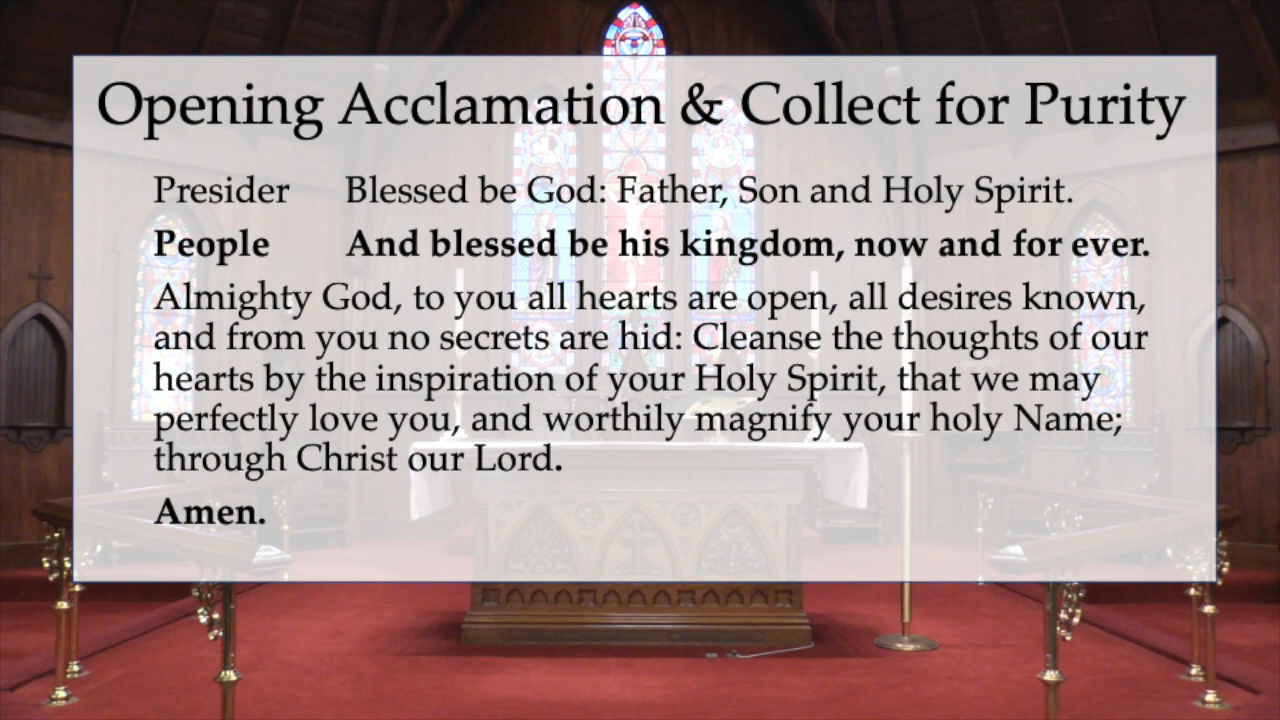 Opening Acclamation & Collect for Purity
Presider Blessed be God: Father, Son and Holy Spirit.
People And blessed be his kingdom, now and for ever.
Almighty God, to you all hearts are open, all desires known,
and from you no secrets are hid: Cleanse the thoughts of our
hearts by the inspiration of your Holy Spirit, that we may
perfectly love you, and worthily magnify your holy Name;
through Christ our Lord.
Amen.